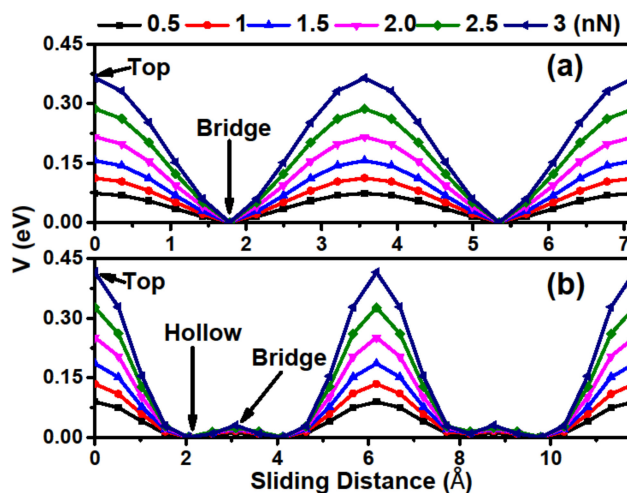 0.5 1 1.5 2.0 2.5 3 (nN)
0.45
Top
(a)
0.30
Bridge
0.15
0.00
0 1 2 3 4 5 6 7
V (eV)
0.45
Top
(b)
0.30
Hollow
Bridge
0.15
0.00
0 2 4 6 8 10
Sliding Distance (Å)